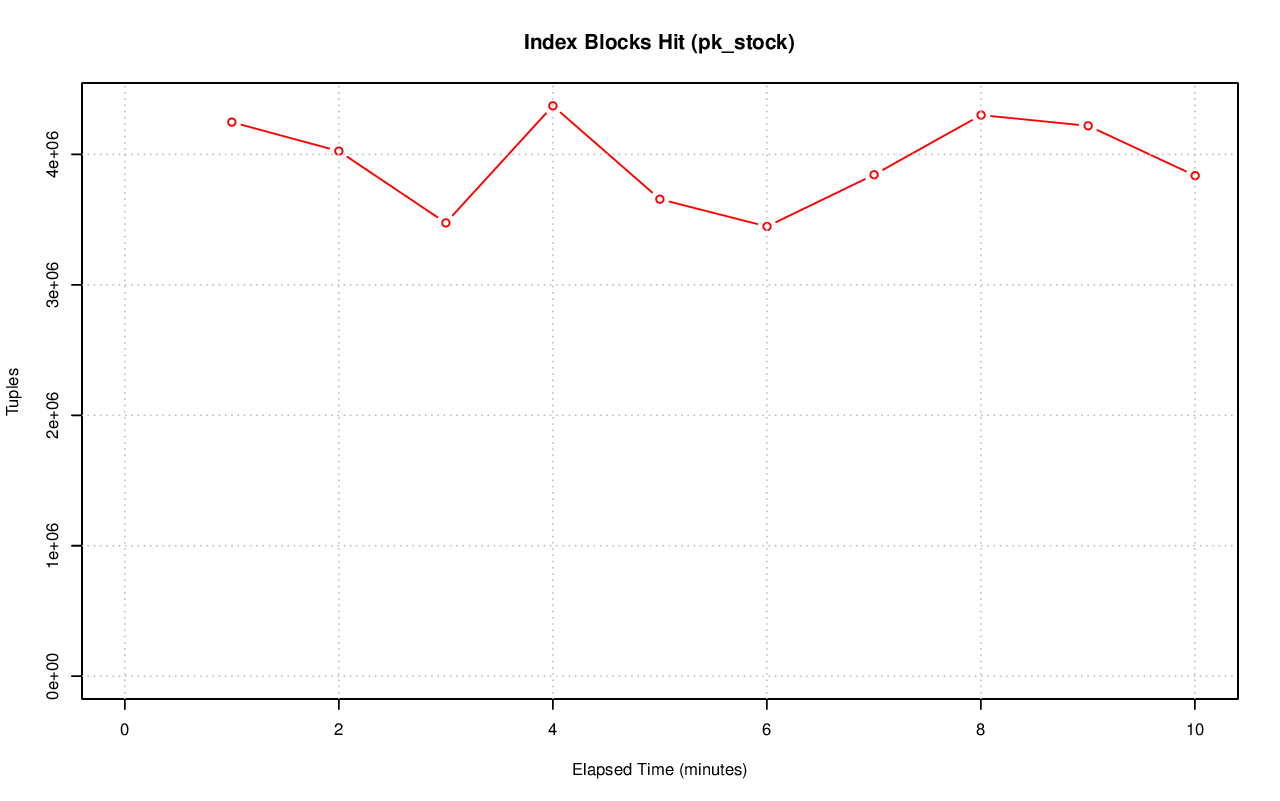 Index Blocks Hit (pk_stock)
Tuples
4e+06
3e+06
2e+06
1e+06
0e+00
0 2 4 6 8 10
Elapsed Time (minutes)